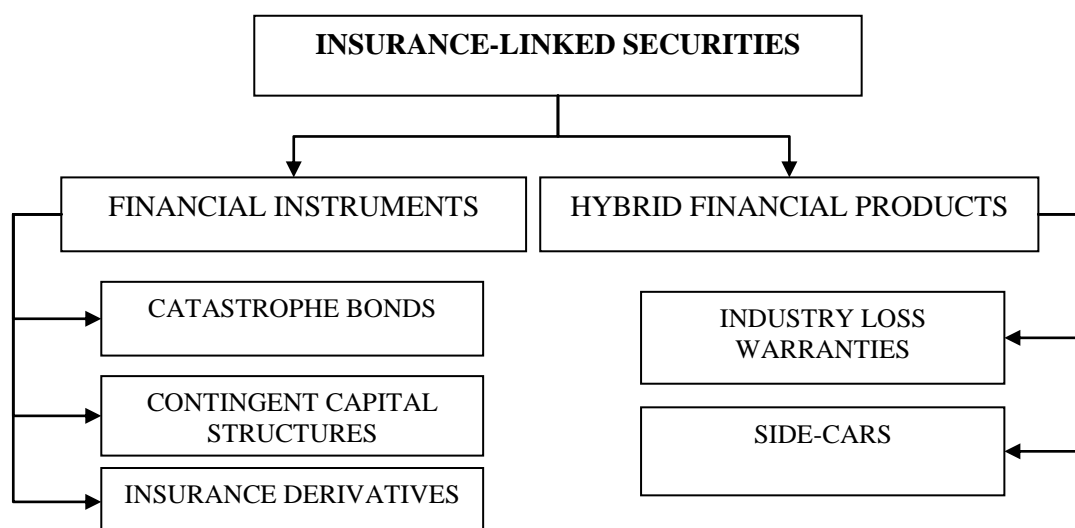 INSURANCE-LINKED SECURITIES
FINANCIAL INSTRUMENTS
HYBRID FINANCIAL PRODUCTS
CATASTROPHE BONDS
CONTINGENT CAPITAL
STRUCTURES
INSURANCE DERIVATIVES
INDUSTRY LOSS
WARRANTIES
SIDE-CARS